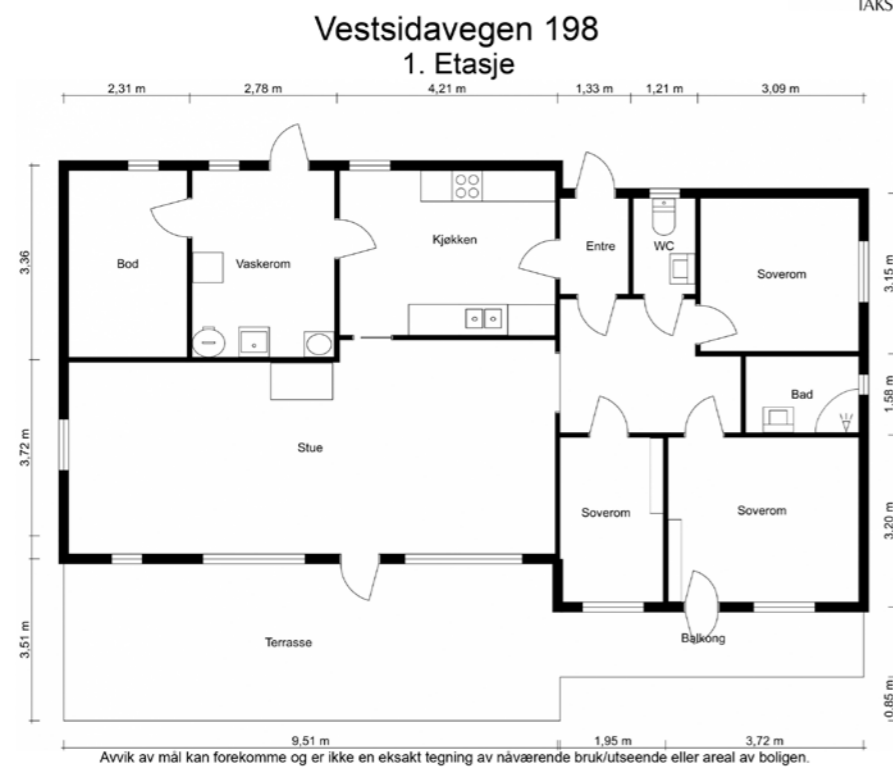 TAKS
Vestsidavegen 198
1. Etasje
2,31 m
2,78 m
4,21 m
1,33 m
1,21 m
3,09 m
3,36
3,72 m
3,51 m
Bod
Vaskerom
Kjøkken
Entre
WC
Soverom
3,15 m
1,58 m
3,20 m
0,85 m
Bad
Stue
Soverom
Soverom
Terrasse
Balkong
9,51 m
1,95 m
3,72 m
Avvik av mål kan forekomme og er ikke en eksakt tegning av nåværende bruk/utseende eller areal av boligen.